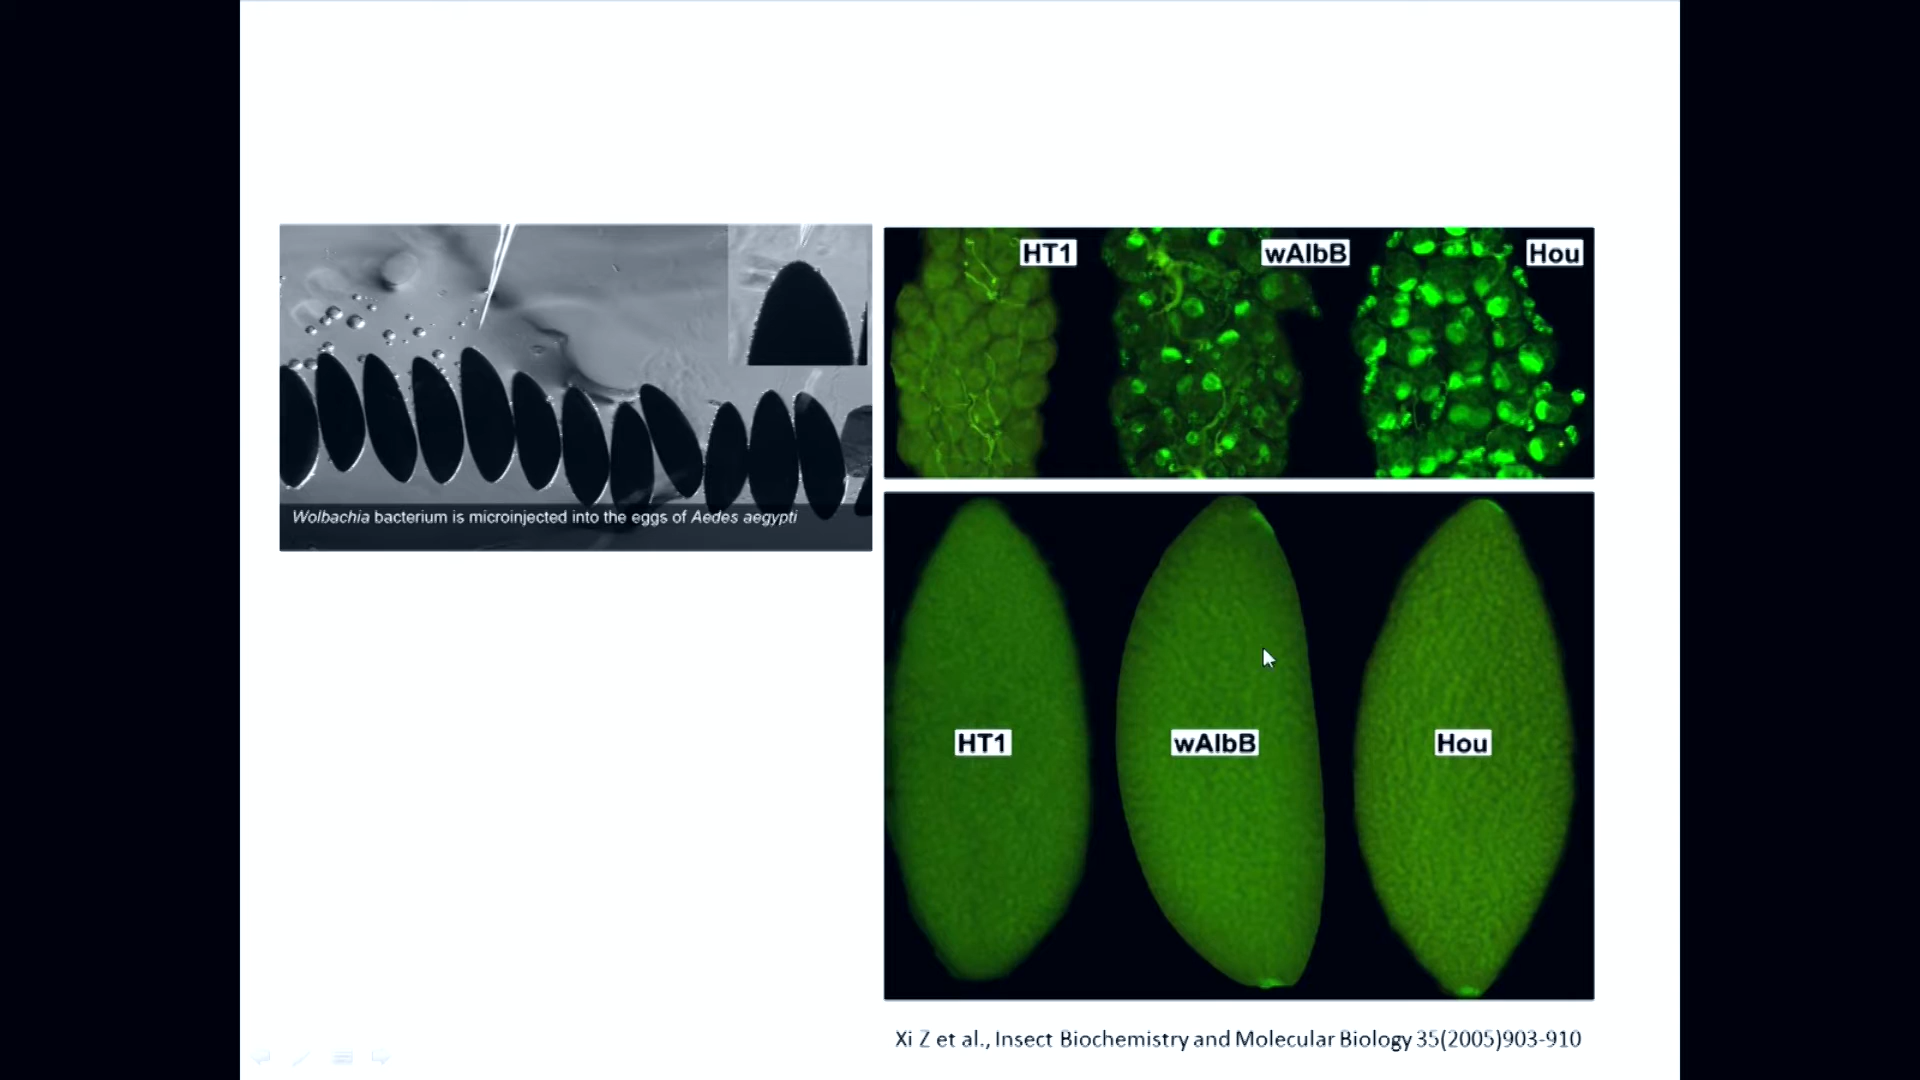 Wolbachia bacterium is microinjected into the eggs of Aedes aegypti
HT1 wAlbB Hou
HT1 wAlbB Hou
Xi Z et al., Insect Biochemistry and Molecular Biology 35(2005)903-910